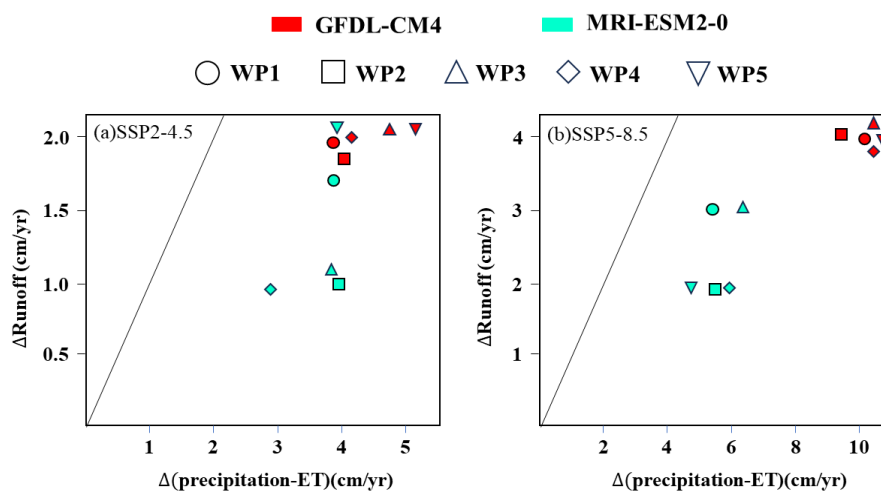 GFDL-CM4 MRI-ESM2-0
WP1 WP2 WP3 WP4 WP5
(a)SSP2-4.5
2.0
1.5
1.0
0.5
ΔRunoff (cm/yr)
1 2 3 4 5
Δ(precipitation-ET)(cm/yr)
(b)SSP5-8.5
4
3
2
1
ΔRunoff (cm/yr)
2 4 6 8 10
Δ(precipitation-ET)(cm/yr)